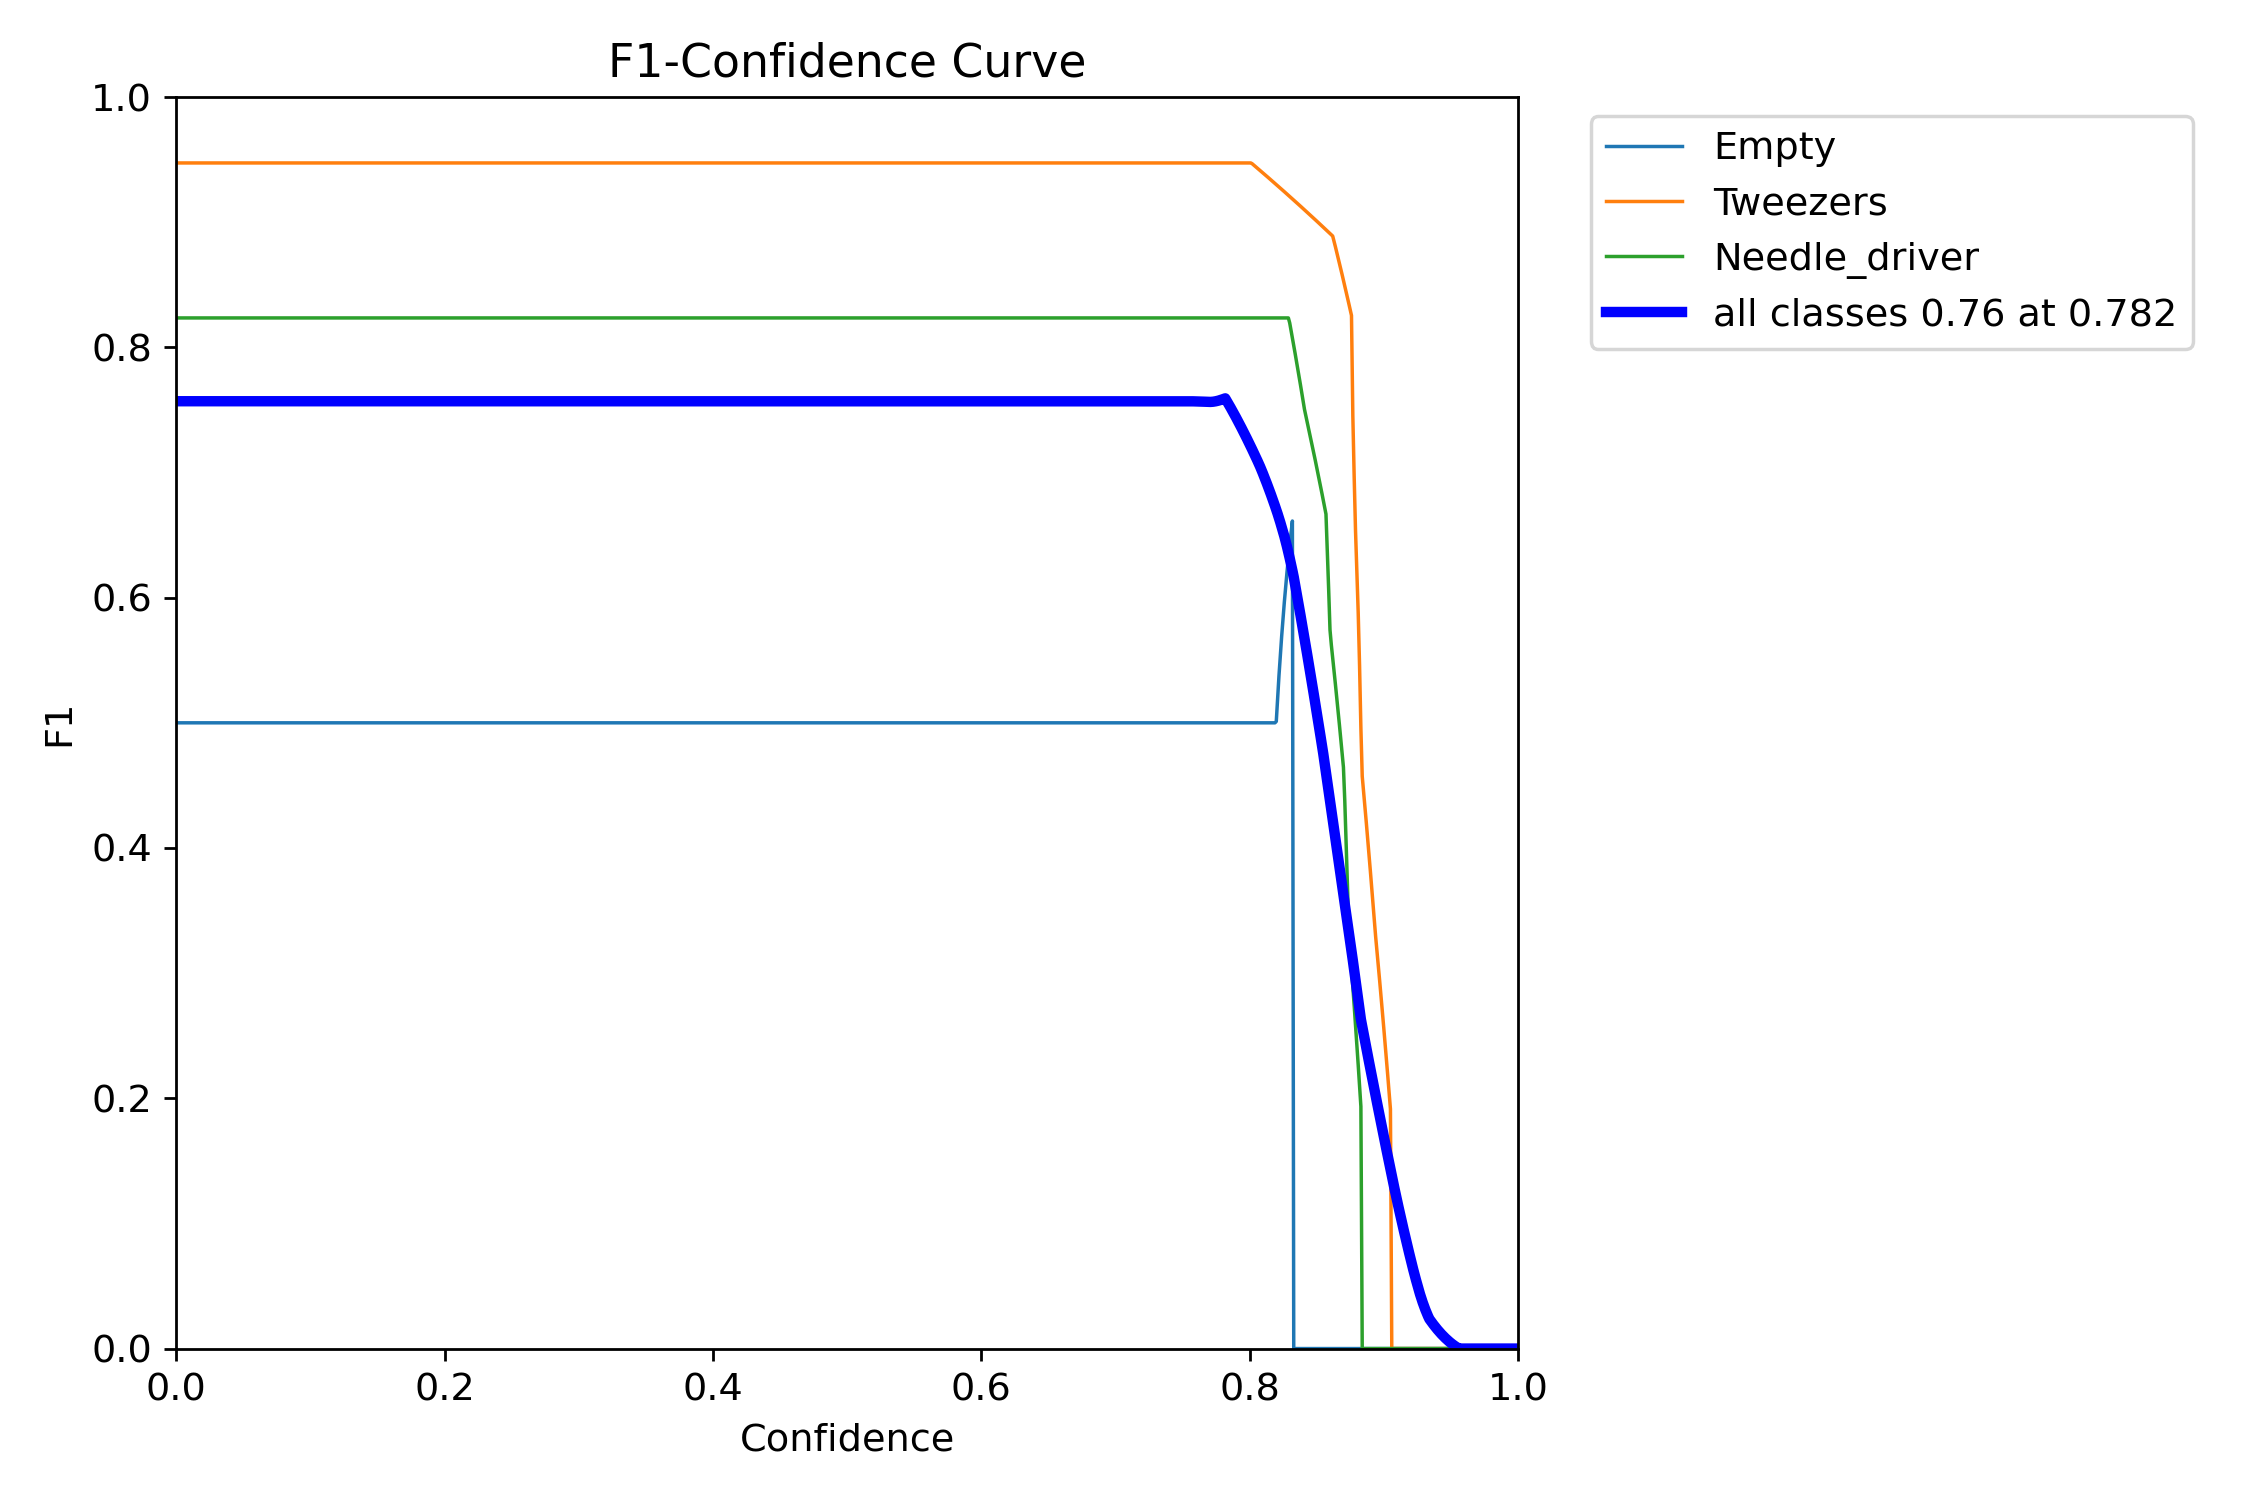 F1-Confidence Curve
1.0
0.8
0.6
0.4
0.2
0.0
F1
0.0 0.2 0.4 0.6 0.8 1.0
Confidence
Empty
Tweezers
Needle_driver
all classes 0.76 at 0.782